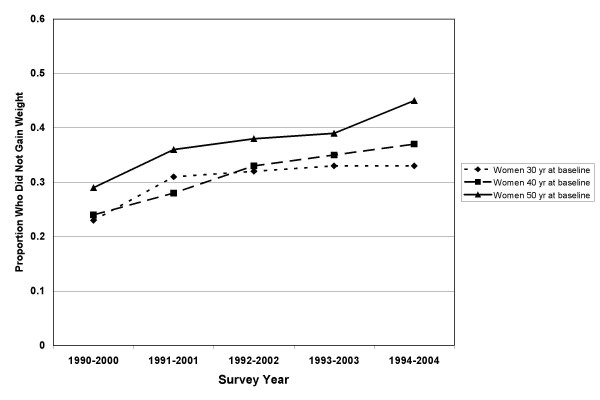 0.6
0.5
0.4
0.3
0.2
0.1
0
Proportion Who Did Not Gain Weight
1990-2000 1991-2001 1992-2002 1993-2003 1994-2004
Survey Year
Women 30 yr at baseline
Women 40 yr at baseline
Women 50 yr at baseline